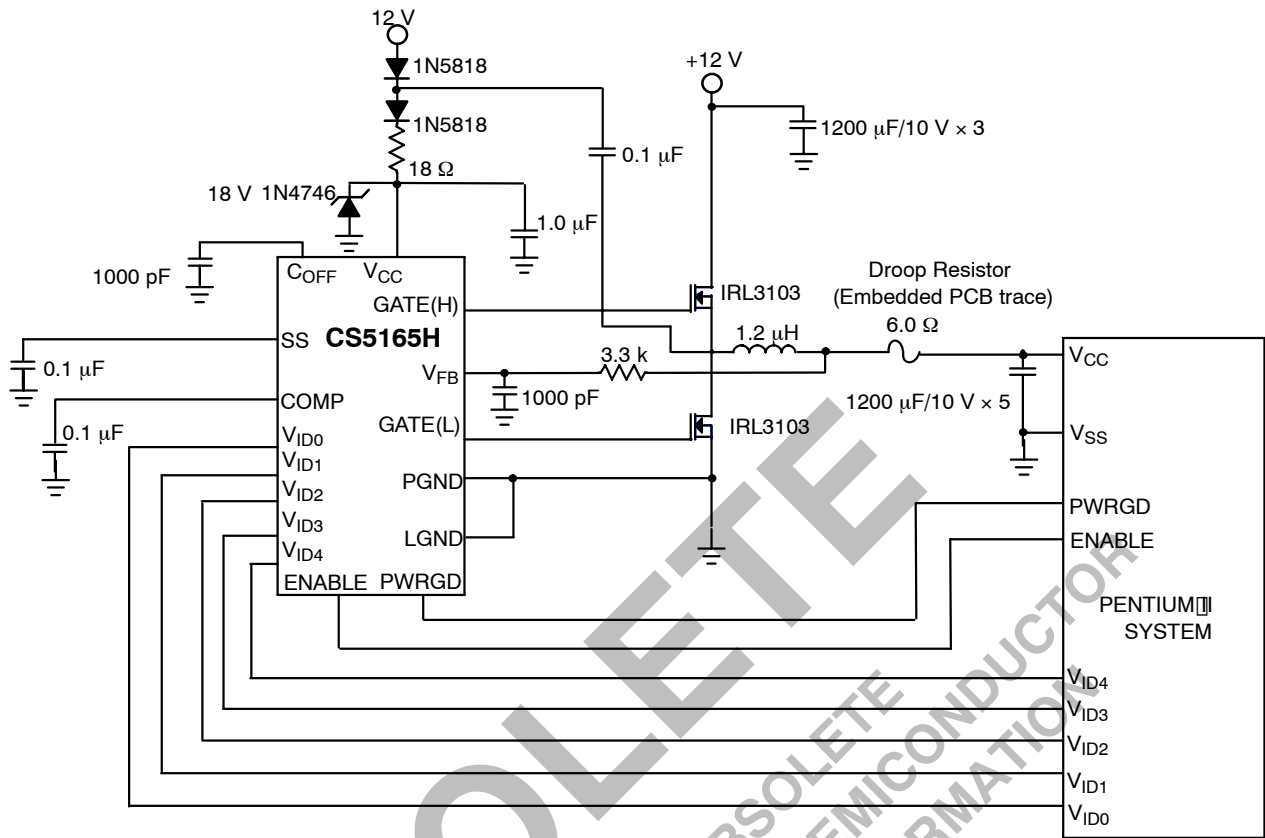 12 V
1N5818
+12 V
1N5818
1200 μF/10 V × 3
0.1 μF
18 Ω
18 V 1N4746
1.0 μF
1000 pF
COFF
VCC
GATE(H)
IRL3103
Droop Resistor
(Embedded PCB trace)
6.0 Ω
CS5165H
SS
1.2 μH
VCC
0.1 μF
VFB
3.3 k
1000 pF
1200 μF/10 V × 5
COMP
0.1 μF
GATE(L)
IRL3103
VSS
VID0
VID1
VID2
VID3
VID4
PGND
LGND
ENABLE
PWRGD
PWRGD
ENABLE
PENTIUM II
SYSTEM
VID4
VID3
VID2
VID1
VID0
OLETE